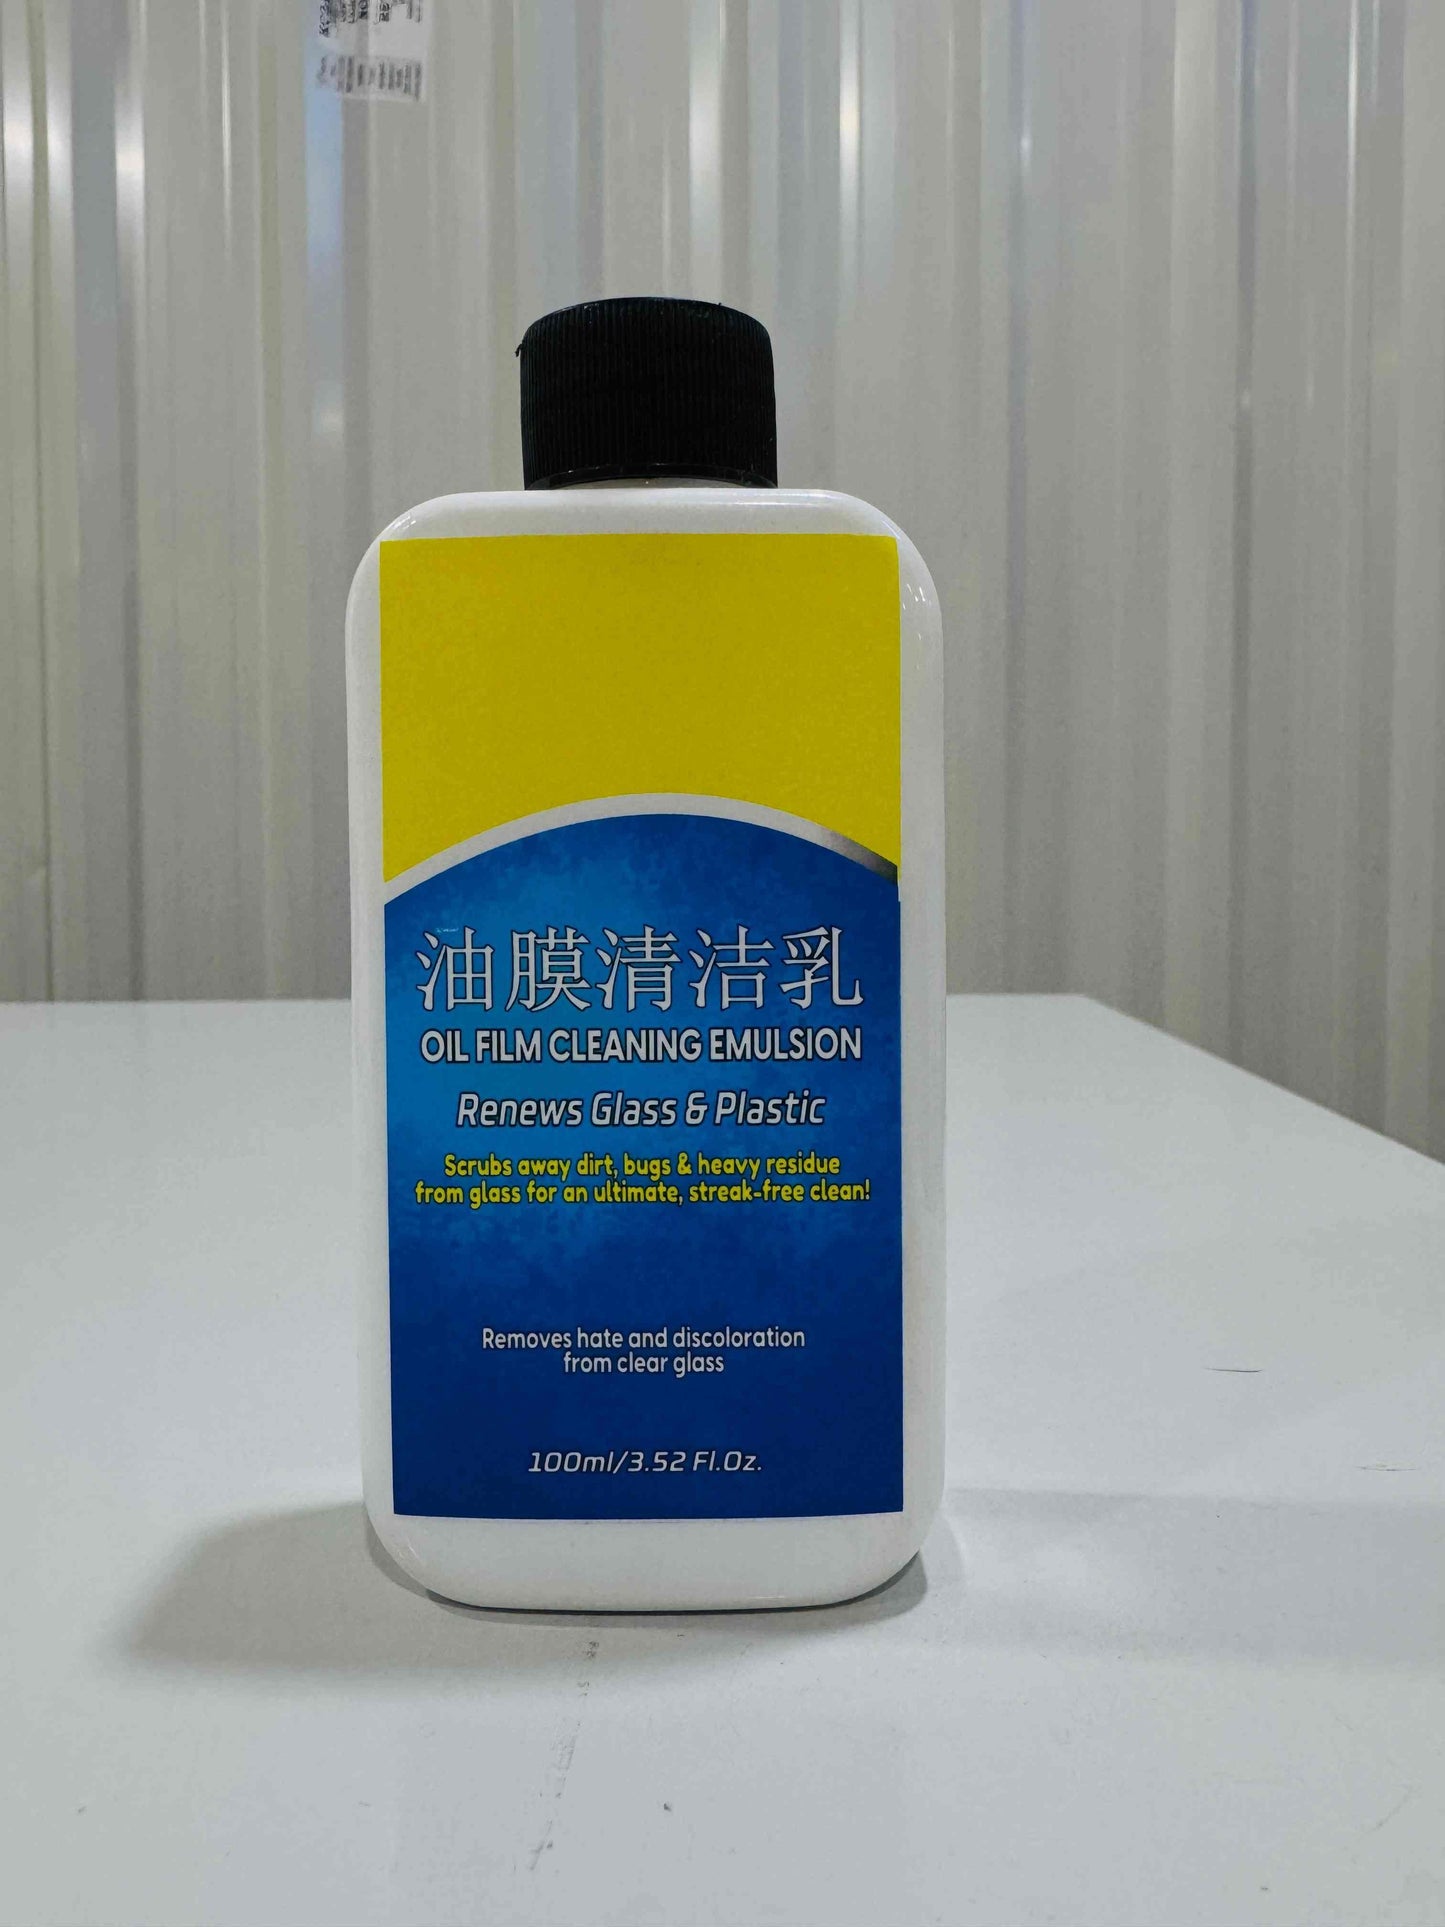 油膜清洁乳
OIL FILM CLEANING EMULSION
Renews Glass & Plastic
Scrubs away dirt, bugs & heavy residue
from glass for an ultimate, streak-free clean!
Removes hate and discoloration
from clear glass
100ml/3.52 Fl.Oz.